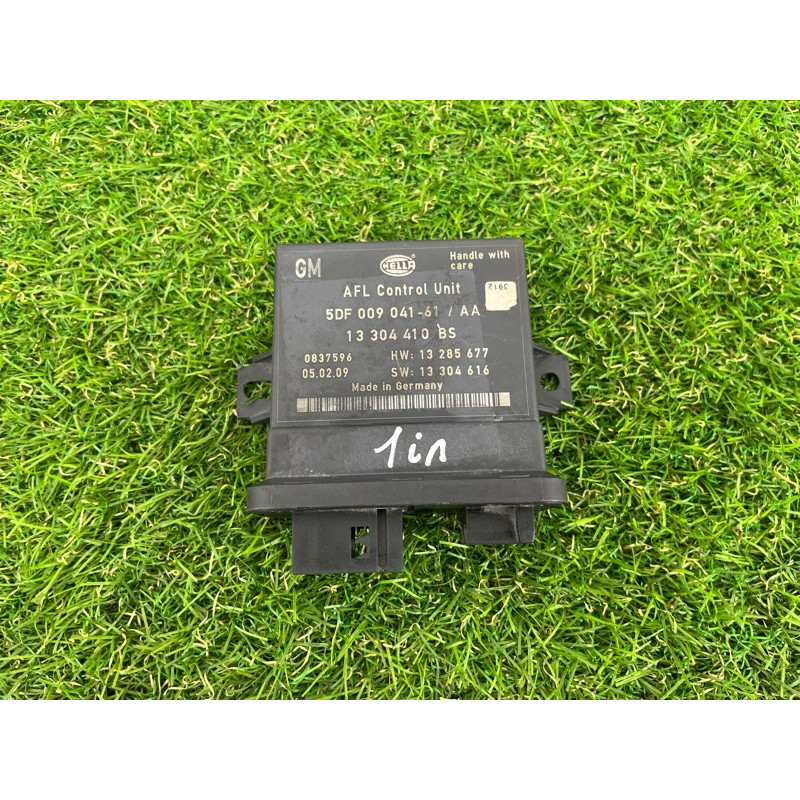 GM
HELLA ®
Handle with
care
AFL Control Unit
3912
5DF 009 041-61 / AA
13 304 410 BS
0837596 HW: 13 285 677
05.02.09 SW: 13 304 616
Made in Germany
1in